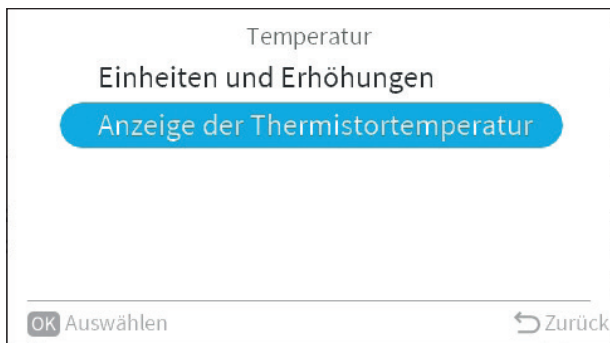 Temperatur
Einheiten und Erhöhungen
Anzeige der Thermistortemperatur
OK Auswählen
Zurück